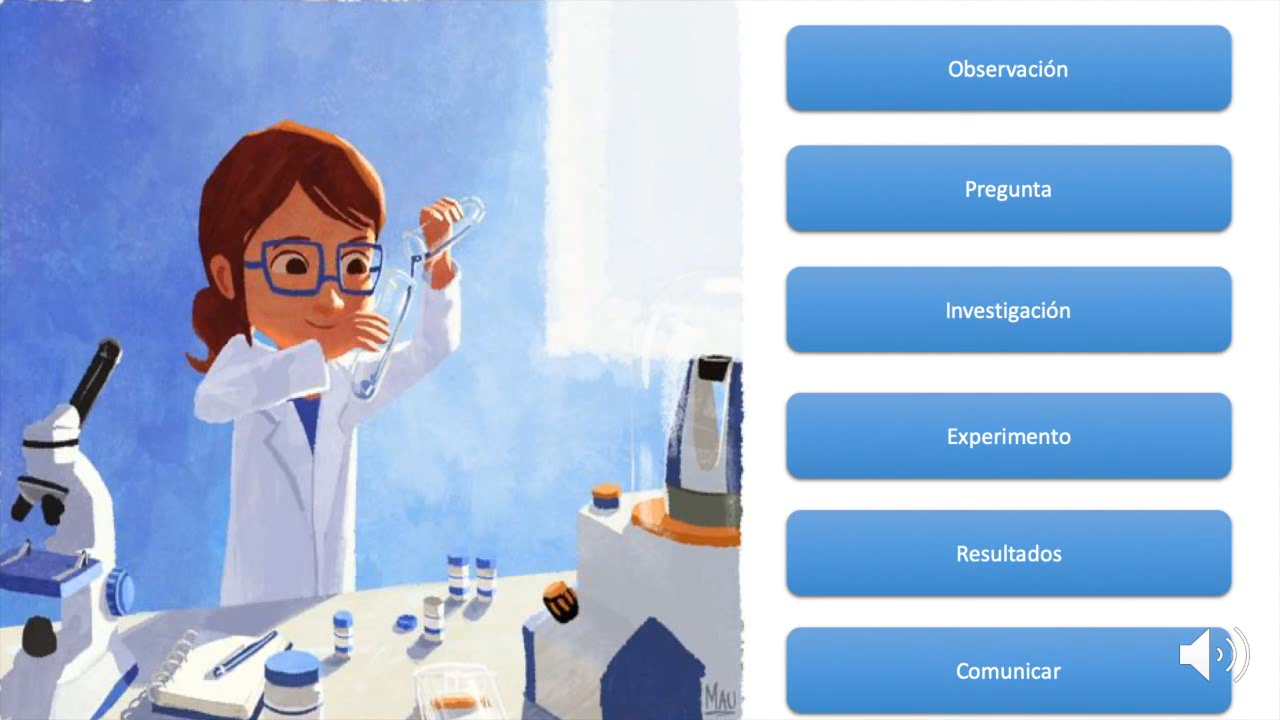 Observación
Pregunta
Investigación
Experimento
Resultados
Comunicar
MAU